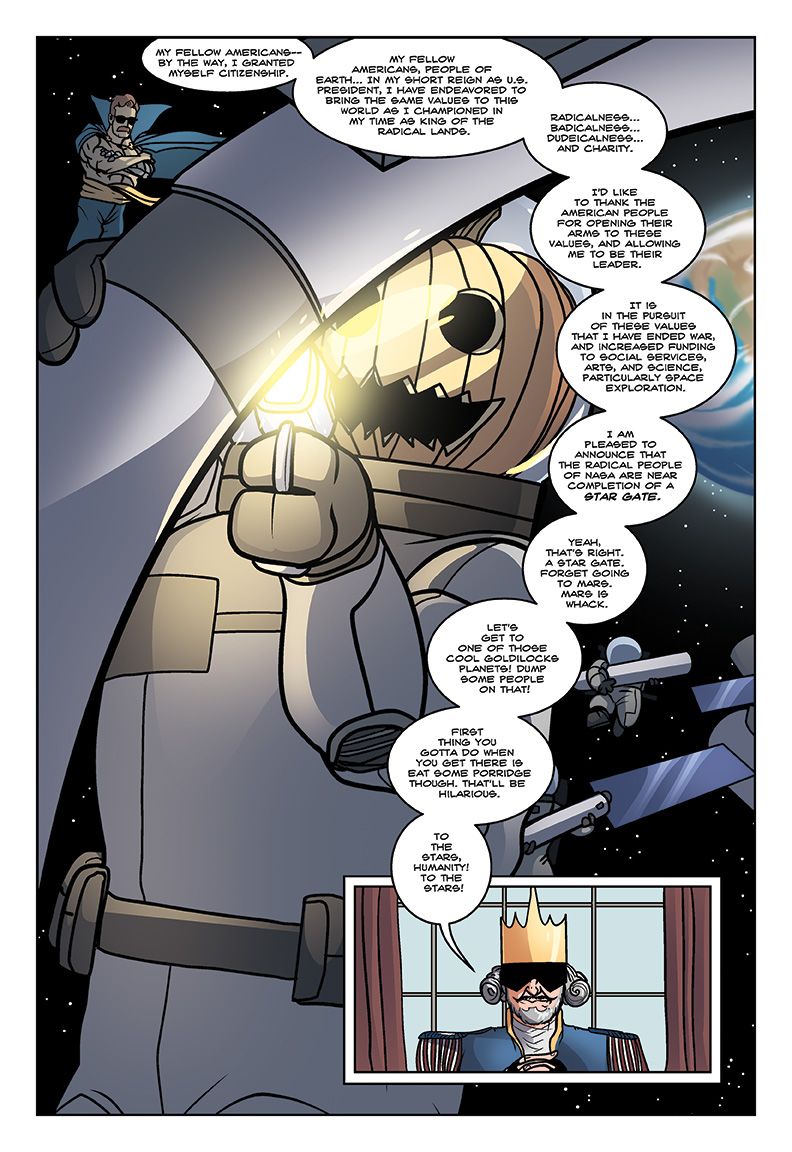 MY FELLOW AMERICANS--
BY THE WAY, I GRANTED
MYSELF CITIZENSHIP.
MY FELLOW
AMERICANS, PEOPLE OF
EARTH... IN MY SHORT REIGN AS U.S.
PRESIDENT, I HAVE ENDEAVORED TO
BRING THE SAME VALUES TO THIS
WORLD AS I CHAMPIONED IN
MY TIME AS KING OF THE
RADICAL LANDS.
RADICALNESS...
BADICALNESS...
DUDEICALNESS...
AND CHARITY.
I'D LIKE
TO THANK THE
AMERICAN PEOPLE
FOR OPENING THEIR
ARMS TO THESE
VALUES, AND ALLOWING
ME TO BE THEIR
LEADER.
IT IS
IN THE PURSUIT
OF THESE VALUES
THAT I HAVE ENDED WAR,
AND INCREASED FUNDING
TO SOCIAL SERVICES,
ARTS, AND SCIENCE,
PARTICULARLY SPACE
EXPLORATION.
I AM
PLEASED TO
ANNOUNCE THAT
THE RADICAL PEOPLE
OF NASA ARE NEAR
COMPLETION OF A
STAR GATE.
YEAH,
THAT'S RIGHT.
A STAR GATE.
FORGET GOING
TO MARS.
MARS IS
WHACK.
LET'S
GET TO
ONE OF THOSE
COOL GOLDILOCKS
PLANETS! DUMP
SOME PEOPLE
ON THAT!
FIRST
THING YOU
GOTTA DO WHEN
YOU GET THERE IS
EAT SOME PORRIDGE
THOUGH. THAT'LL BE
HILARIOUS.
TO
THE
STARS,
HUMANITY!
TO THE
STARS!